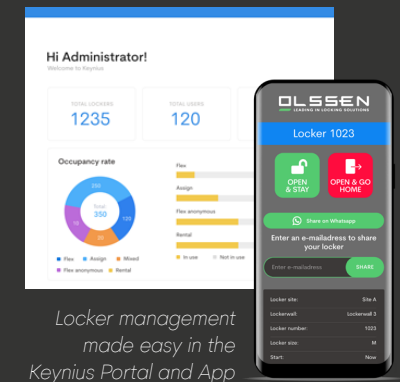 Hi Administrator!
Welcome to Keynius
TOTAL LOCKERS
1235
TOTAL USERS
120
Occupancy rate
250
Total
350
120
20
10
Flex
Assign
Mixed
Flex anonymous
Rental
Flex
Assign
Flex anonymous
Rental
In use
Not in use
OLSSEN
LEADING IN LOCKING SOLUTIONS
Locker 1023
OPEN
& STAY
OPEN & GO
HOME
Share on Whatsapp
Enter an e-mailadress to share
your locker
Enter e-mailadress
SHARE
Locker site: Site A
Lockerwall: Lockerwall 3
Locker number: 1023
Locker size: M
Start: Now
Locker management
made easy in the
Keynius Portal and App